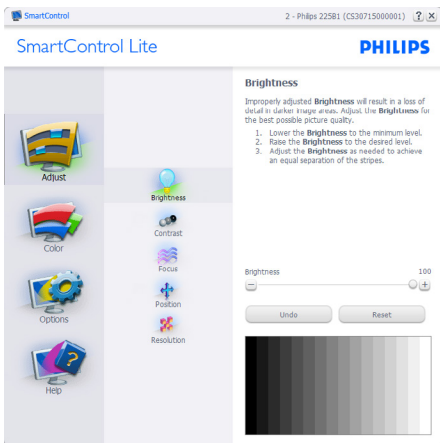 SmartControl
2 - Philips 225B1 (CS30715000001)
?
SmartControl Lite
PHILIPS
Adjust
Color
Options
?
Help
Brightness
Contrast
Focus
Position
Resolution
Brightness
Improperly adjusted Brightness will result in a loss of
detail in darker image areas. Adjust the Brightness for
the best possible picture quality.
1. Lower the Brightness to the minimum level.
2. Raise the Brightness to the desired level.
3. Adjust the Brightness as needed to achieve
an equal separation of the stripes.
Brightness 100
Undo
Reset